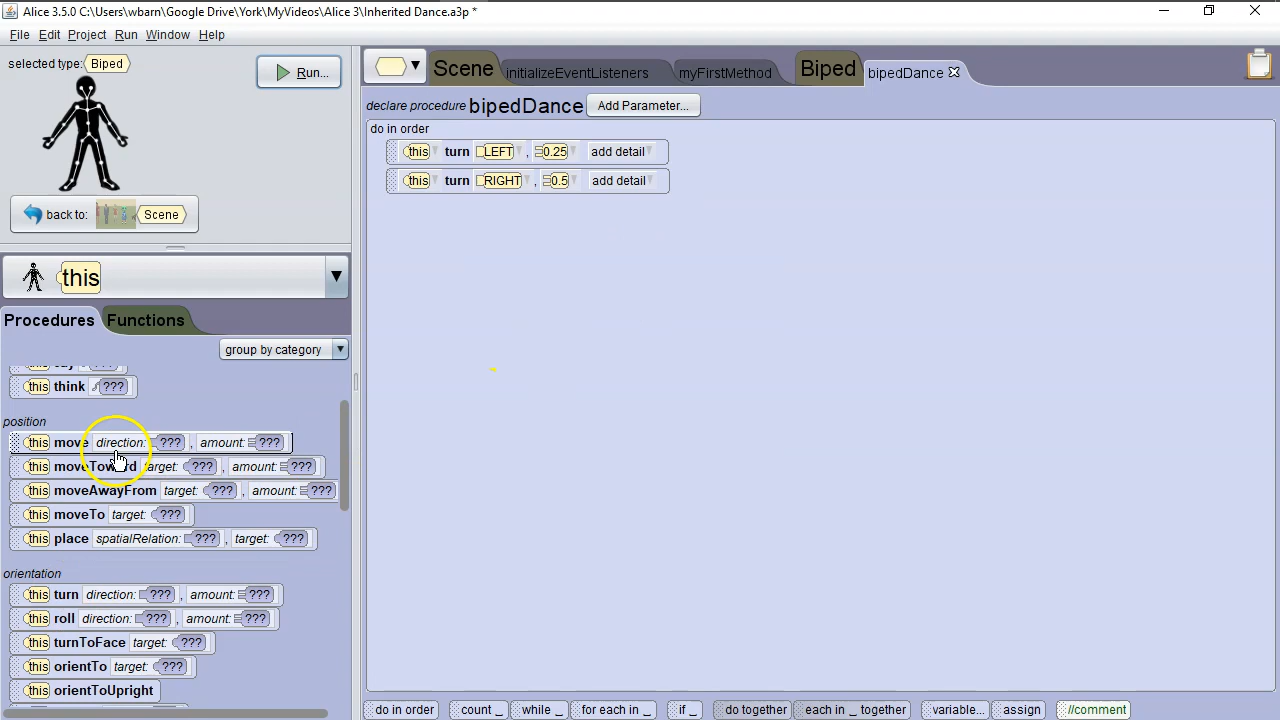 Alice 3.5.0 C:\Users\wbarn\Google Drive\York\MyVideos\Alice 3\Inherited Dance.a3p *
File Edit Project Run Window Help
selected type: Biped
Run...
back to: Scene
this
Procedures Functions
group by category
this say ???
this think ???
position
this move direction: ??? , amount: ???
this moveToward target: ??? , amount: ???
this moveAwayFrom target: ??? , amount: ???
this moveTo target: ???
this place spatialRelation: ??? , target: ???
orientation
this turn direction: ??? , amount: ???
this roll direction: ??? , amount: ???
this turnToFace target: ???
this orientTo target: ???
this orientToUpright
Scene initializeEventListeners myFirstMethod Biped bipedDance
declare procedure bipedDance Add Parameter...
do in order
this turn LEFT , 0.25 add detail
this turn RIGHT , 0.5 add detail
do in order count _ while _ for each in _ if _ do together each in _ together variable... assign //comment